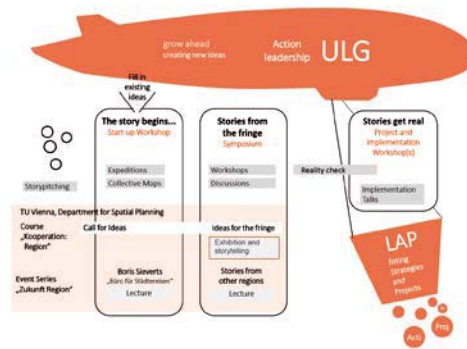 grow ahead
creating new ideas
Action
leadership
ULG
Fill in
existing
ideas
The story begins...
Start-up Workshop
Stories from
the fringe
Symposium
Stories get real
Project and
implementation
Workshop(s)
Expeditions
Collective Maps
Workshops
Discussions
Reality check
Storypitching
Implementation
Talks
TU Vienna, Department for Spatial Planning
Course
„Kooperation:
Region"
Call for Ideas
Ideas for the fringe
Exhibition and
storytelling
LAP
fitting
Strategies
and
Projects
Event Series
„Zukunft Region"
Boris Sieverts
„Büro für Städtereisen"
Lecture
Stories from
other regions
Lecture
Acti
Proj